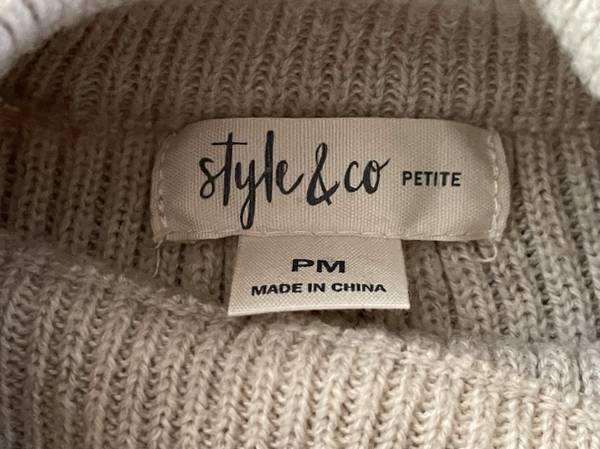 style & co PETITE
PM
MADE IN CHINA